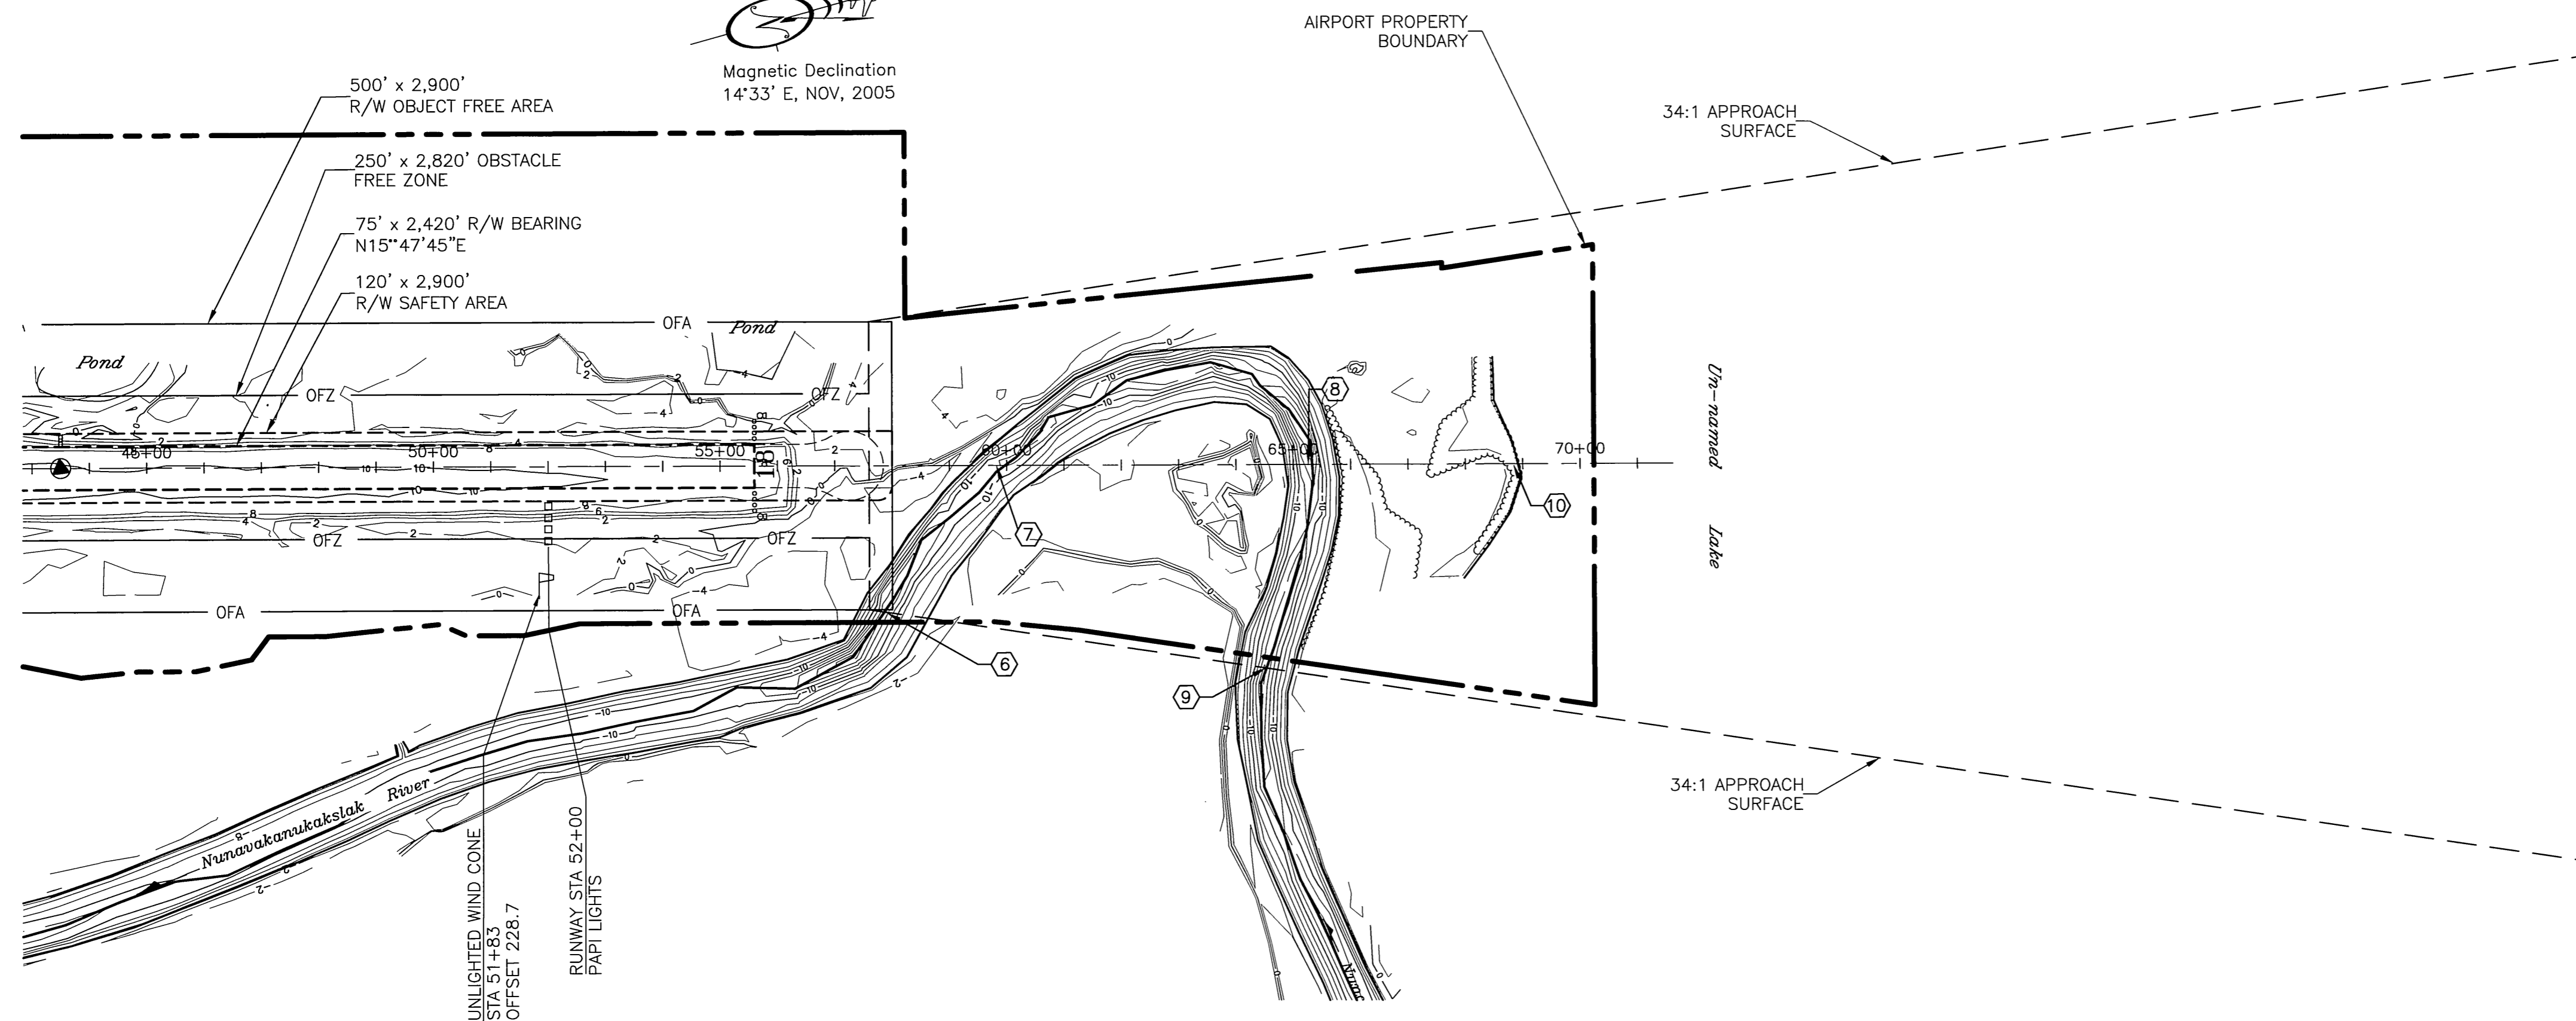 Magnetic Declination
14°33' E, NOV, 2005
AIRPORT PROPERTY
BOUNDARY
500' x 2,900'
R/W OBJECT FREE AREA
34:1 APPROACH
SURFACE
250' x 2,820' OBSTACLE
FREE ZONE
75' x 2,420' R/W BEARING
N15°'47'45"E
120' x 2,900'
R/W SAFETY AREA
OFA
Pond
Pond
OFZ
OFZ
8
45+00
50+00
55+00
18
60+00
65+00
70+00
Un-named
Lake
10
7
OFZ
OFZ
OFA
OFA
6
9
34:1 APPROACH
SURFACE
Nunavakanukakslak River
UNLIGHTED WIND CONE
STA 51+83
OFFSET 228.7
RUNWAY STA 52+00
PAPI LIGHTS